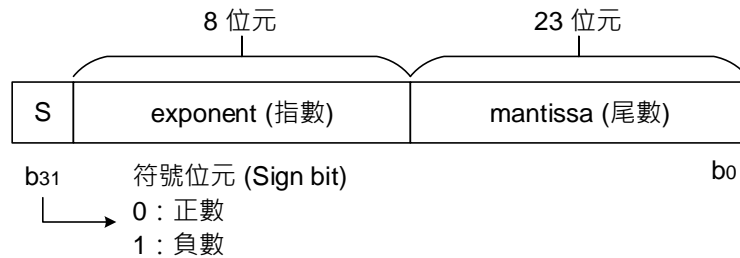 8 位元 23 位元
S exponent (指數) mantissa (尾數)
b31 符號位元 (Sign bit) b0
0：正數
1：負數